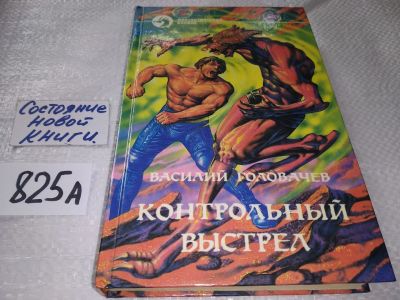 Состояние
новой
книги.
825А
ВАСИЛИЙ ГОЛОВАЧЕВ
КОНТРОЛЬНЫЙ
ВЫСТРЕЛ